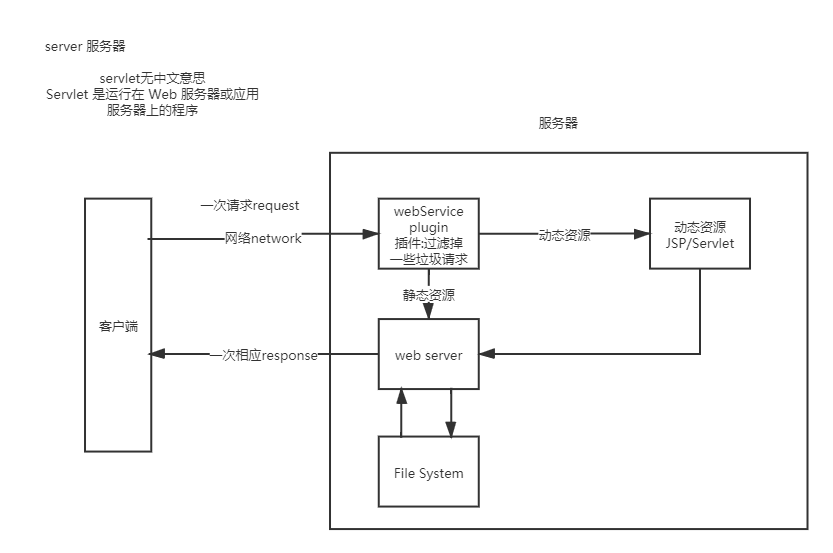 server 服务器
servlet无中文意思
Servlet 是运行在 Web 服务器或应用
服务器上的程序
服务器
一次请求request
网络network
webService
plugin
插件:过滤掉
一些垃圾请求
动态资源
动态资源
JSP/Servlet
静态资源
客户端
一次相应response
web server
File System